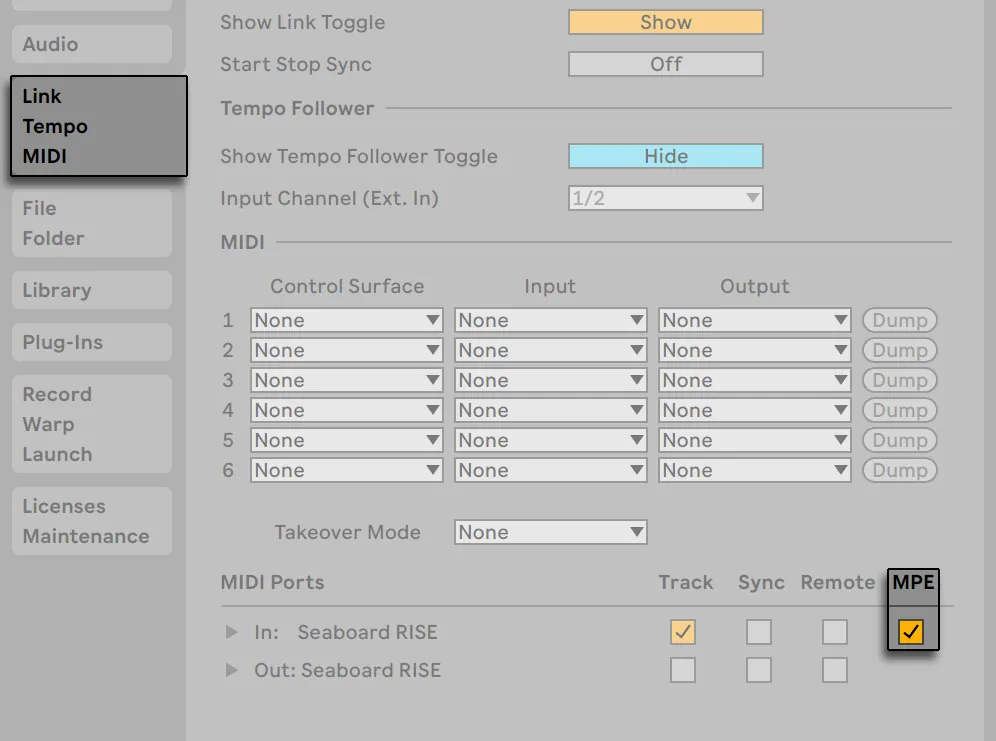 Audio
Link
Tempo
MIDI
File
Folder
Library
Plug-Ins
Record
Warp
Launch
Licenses
Maintenance
Show Link Toggle Show
Start Stop Sync Off
Tempo Follower
Show Tempo Follower Toggle Hide
Input Channel (Ext. In) 1/2
MIDI
Control Surface Input Output
1 None None None Dump
2 None None None Dump
3 None None None Dump
4 None None None Dump
5 None None None Dump
6 None None None Dump
Takeover Mode None
MIDI Ports Track Sync Remote MPE
In: Seaboard RISE
Out: Seaboard RISE